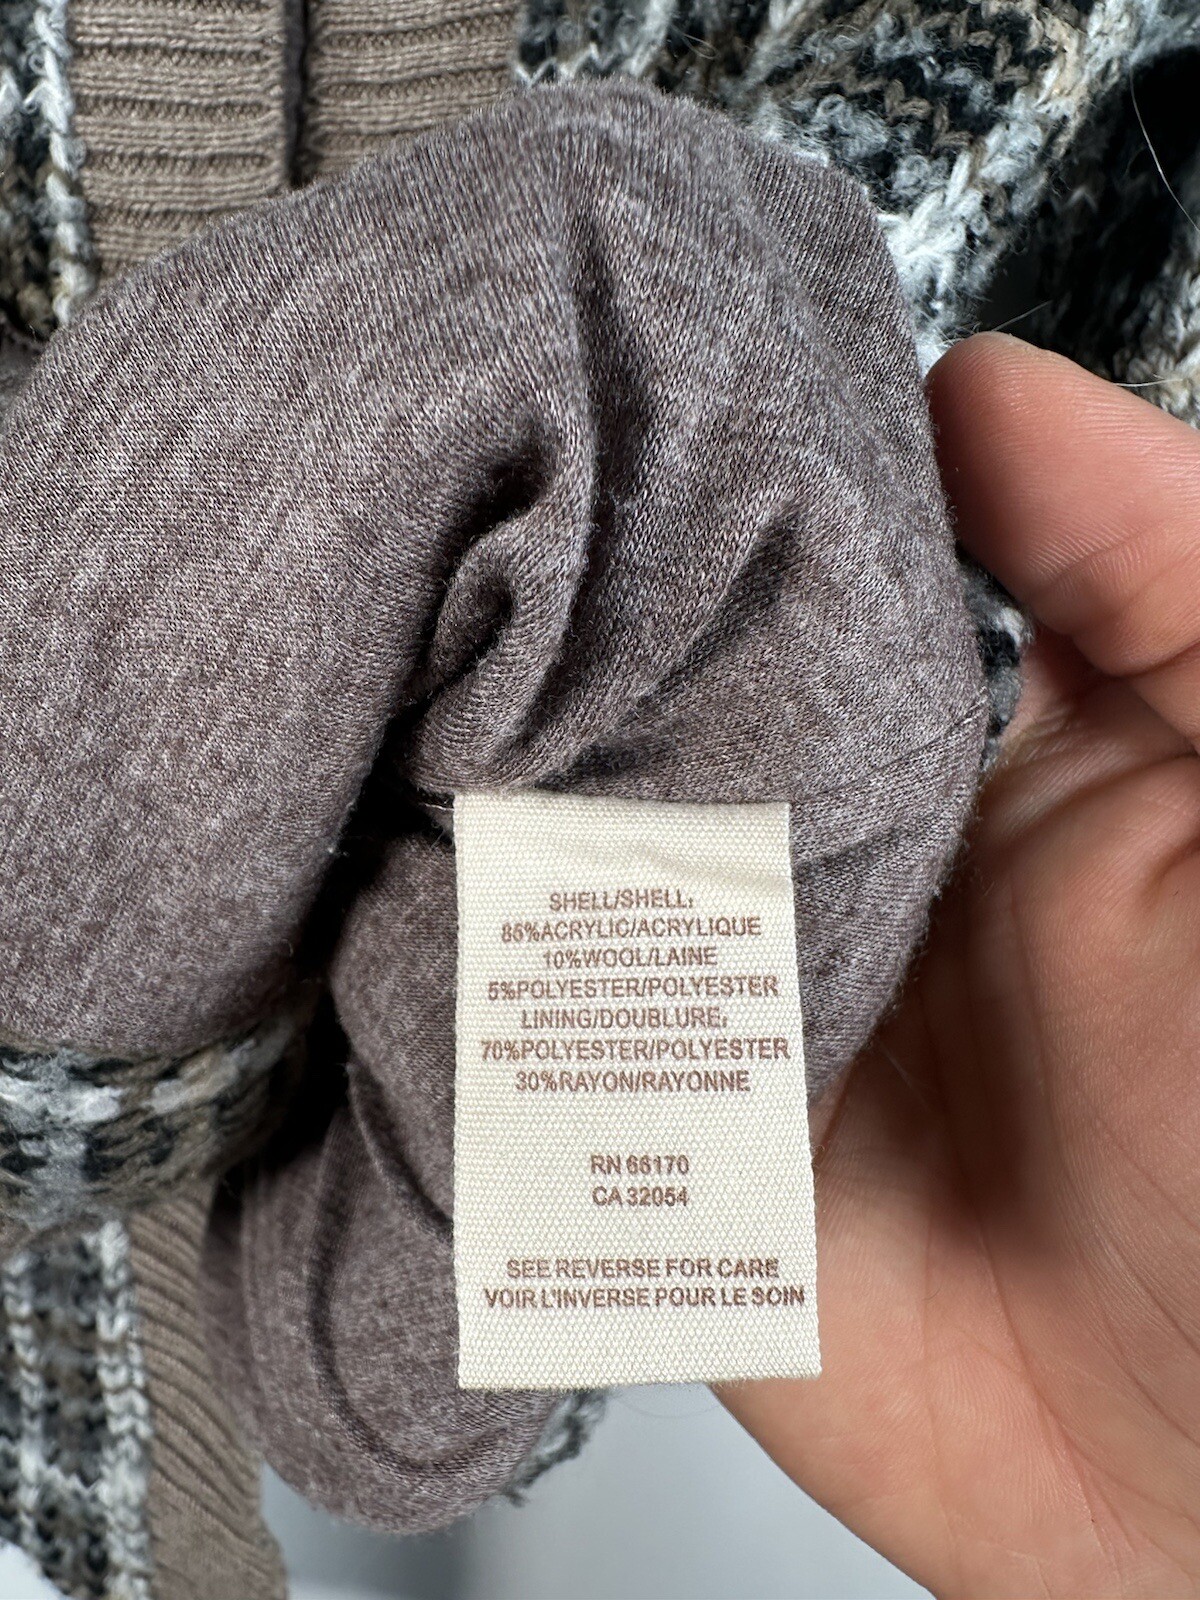 SHELL/SHELL:
85%ACRYLIC/ACRYLIQUE
10%WOOL/LAINE
5%POLYESTER/POLYESTER
LINING/DOUBLURE:
70%POLYESTER/POLYESTER
30%RAYON/RAYONNE
RN 66170
CA 32054
SEE REVERSE FOR CARE
VOIR L'INVERSE POUR LE SOIN